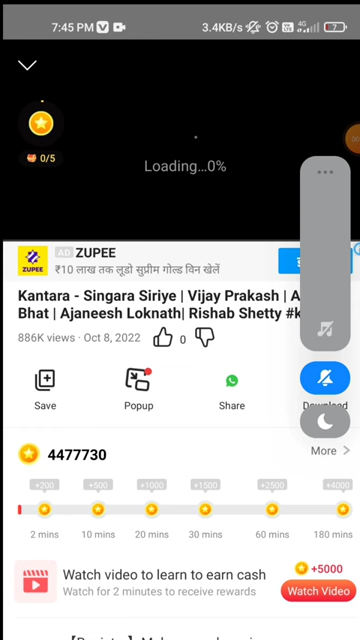 7:45 PM
3.4KB/s
4G
7
0/5
Loading...0%
AD ZUPEE
ZUPEE
₹10 लाख तक लूडो सुप्रीम गोल्ड विन खेलें
Kantara - Singara Siriye | Vijay Prakash |
Bhat | Ajaneesh Loknath| Rishab Shetty
886K views · Oct 8, 2022
0
Save
Popup
Share
Download
4477730
More
+200 +500 +1000 +1500 +2500 +4000
2 mins 10 mins 20 mins 30 mins 60 mins 180 mins
Watch video to learn to earn cash
+5000
Watch for 2 minutes to receive rewards
Watch Video